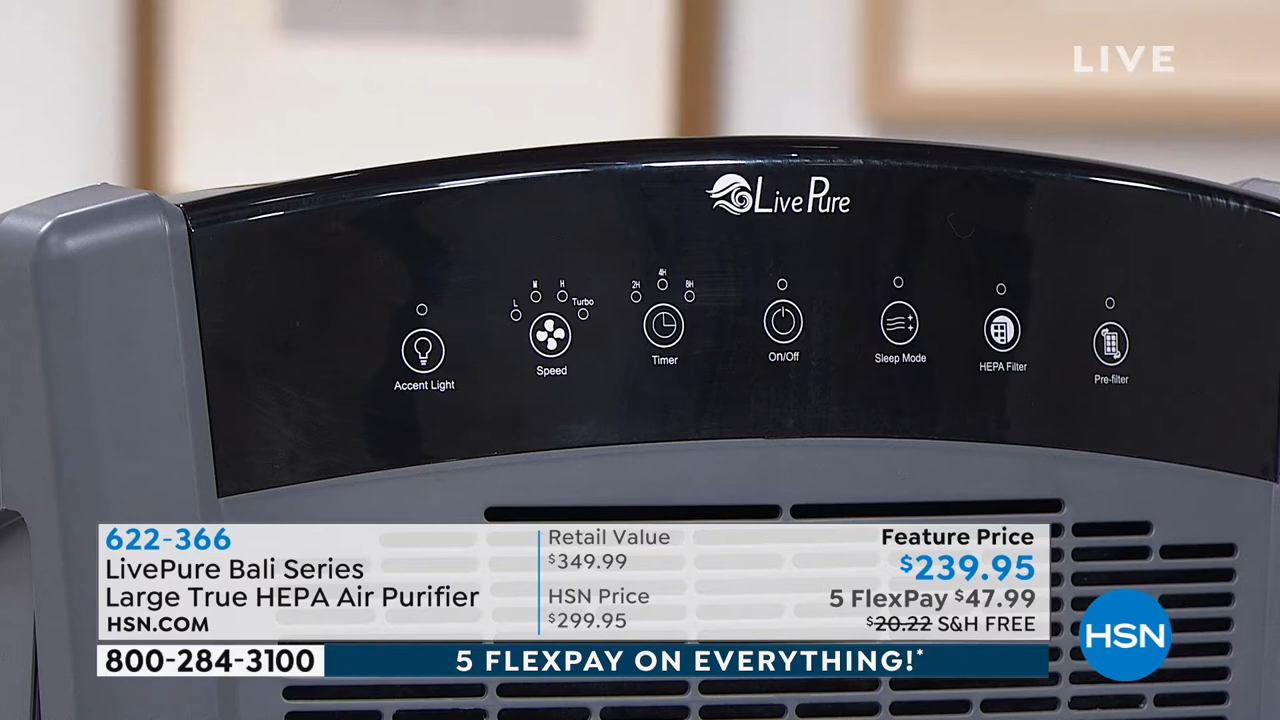 LIVE
LivePure
4H
M H 2H 8H
L Turbo
Accent Light Speed Timer On/Off Sleep Mode HEPA Filter Pre-filter
622-366
LivePure Bali Series
Large True HEPA Air Purifier
HSN.COM
Retail Value
$349.99
HSN Price
$299.95
Feature Price
$239.95
5 FlexPay $47.99
$20.22 S&H FREE
HSN
800-284-3100 5 FLEXPAY ON EVERYTHING!*